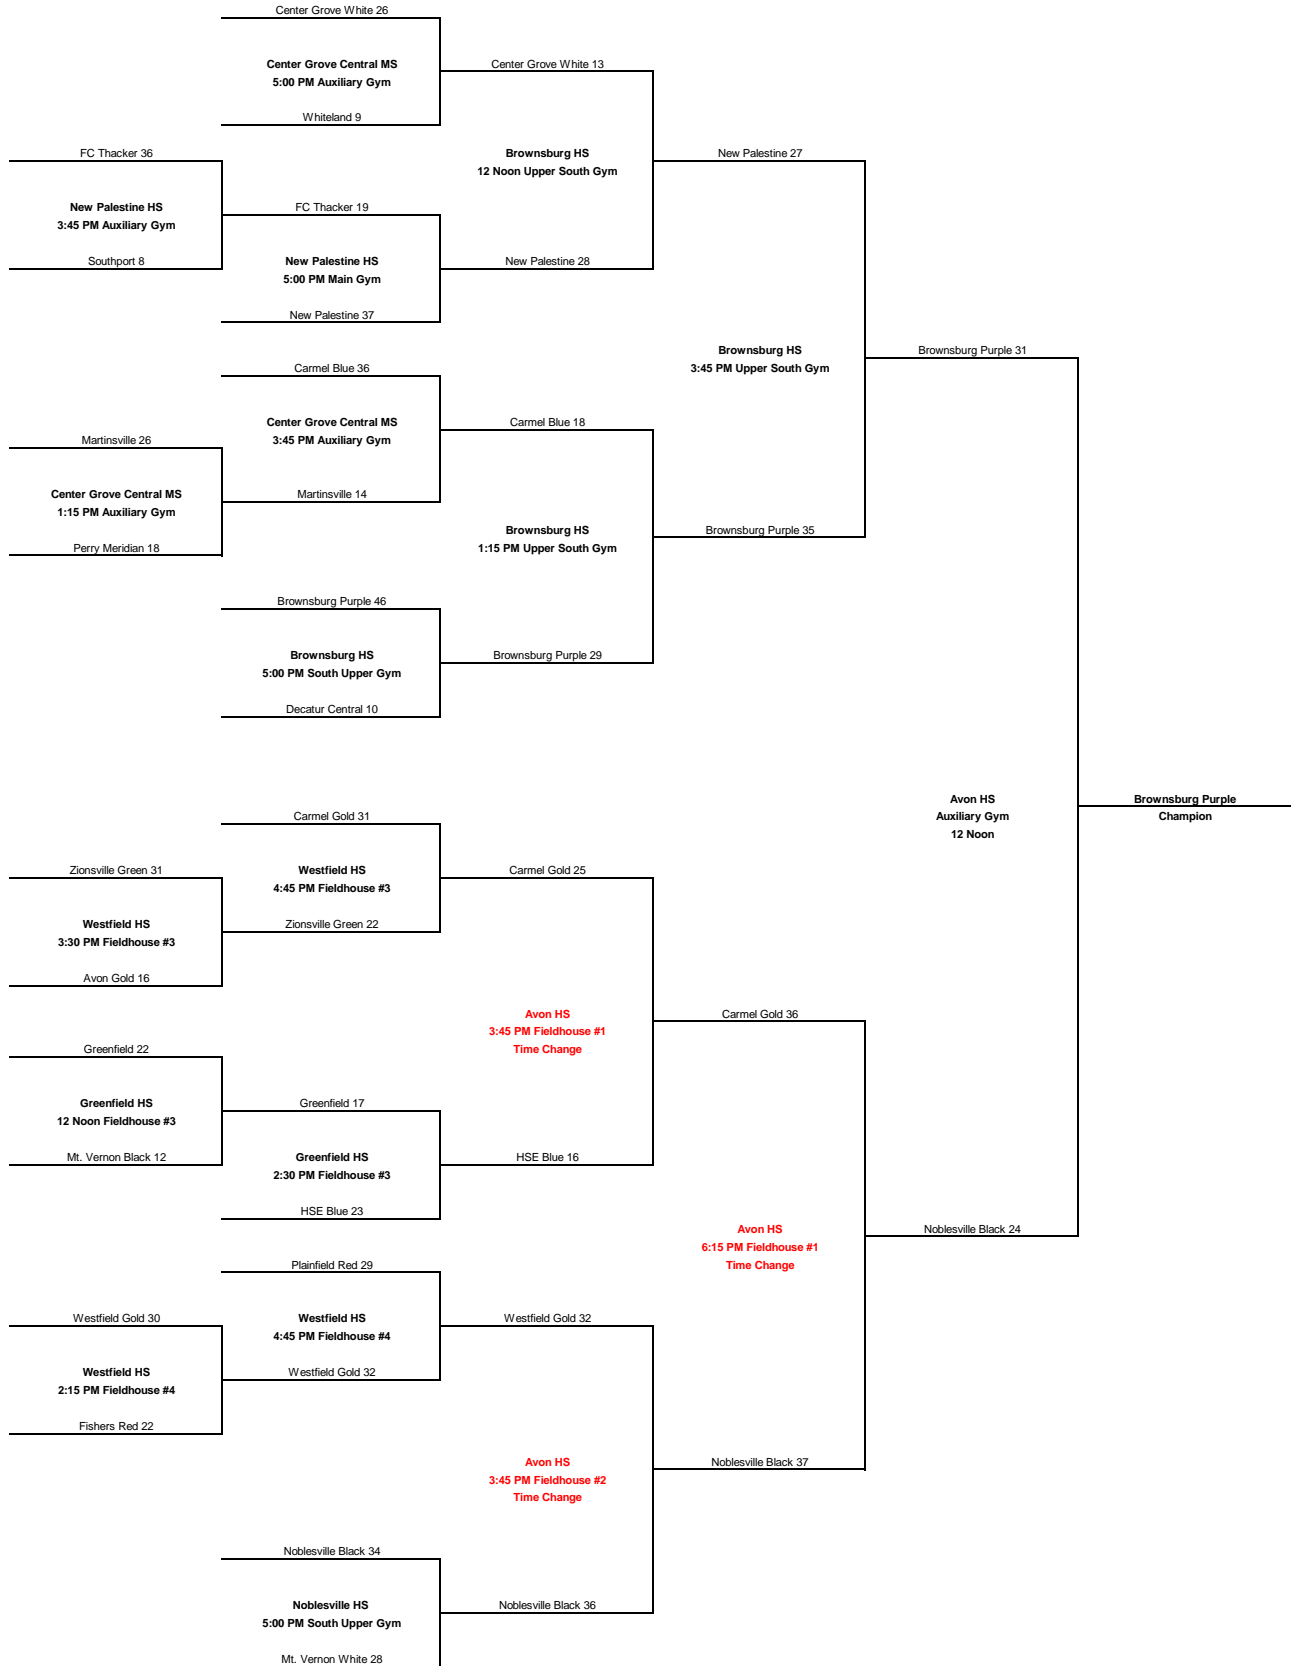 Center Grove White 26
Center Grove Central MS
5:00 PM Auxiliary Gym
Center Grove White 13
Whiteland 9
FC Thacker 36
Brownsburg HS
12 Noon Upper South Gym
New Palestine 27
New Palestine HS
3:45 PM Auxiliary Gym
FC Thacker 19
Southport 8
New Palestine HS
5:00 PM Main Gym
New Palestine 28
New Palestine 37
Brownsburg HS
3:45 PM Upper South Gym
Brownsburg Purple 31
Carmel Blue 36
Center Grove Central MS
3:45 PM Auxiliary Gym
Carmel Blue 18
Martinsville 26
Center Grove Central MS
1:15 PM Auxiliary Gym
Martinsville 14
Brownsburg HS
1:15 PM Upper South Gym
Brownsburg Purple 35
Perry Meridian 18
Brownsburg Purple 46
Brownsburg HS
5:00 PM South Upper Gym
Brownsburg Purple 29
Decatur Central 10
Avon HS
Auxiliary Gym
12 Noon
Brownsburg Purple
Champion
Carmel Gold 31
Zionsville Green 31
Westfield HS
4:45 PM Fieldhouse #3
Carmel Gold 25
Westfield HS
3:30 PM Fieldhouse #3
Zionsville Green 22
Avon Gold 16
Avon HS
3:45 PM Fieldhouse #1
Time Change
Carmel Gold 36
Greenfield 22
Greenfield HS
12 Noon Fieldhouse #3
Greenfield 17
Mt. Vernon Black 12
Greenfield HS
2:30 PM Fieldhouse #3
HSE Blue 16
HSE Blue 23
Avon HS
6:15 PM Fieldhouse #1
Time Change
Noblesville Black 24
Plainfield Red 29
Westfield Gold 30
Westfield HS
4:45 PM Fieldhouse #4
Westfield Gold 32
Westfield HS
2:15 PM Fieldhouse #4
Westfield Gold 32
Fishers Red 22
Avon HS
3:45 PM Fieldhouse #2
Time Change
Noblesville Black 37
Noblesville Black 34
Noblesville HS
5:00 PM South Upper Gym
Noblesville Black 36
Mt. Vernon White 28